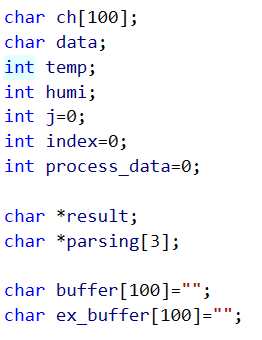 char ch[100];
char data;
int temp;
int humi;
int j=0;
int index=0;
int process_data=0;
char *result;
char *parsing[3];
char buffer[100]="";
char ex_buffer[100]="";